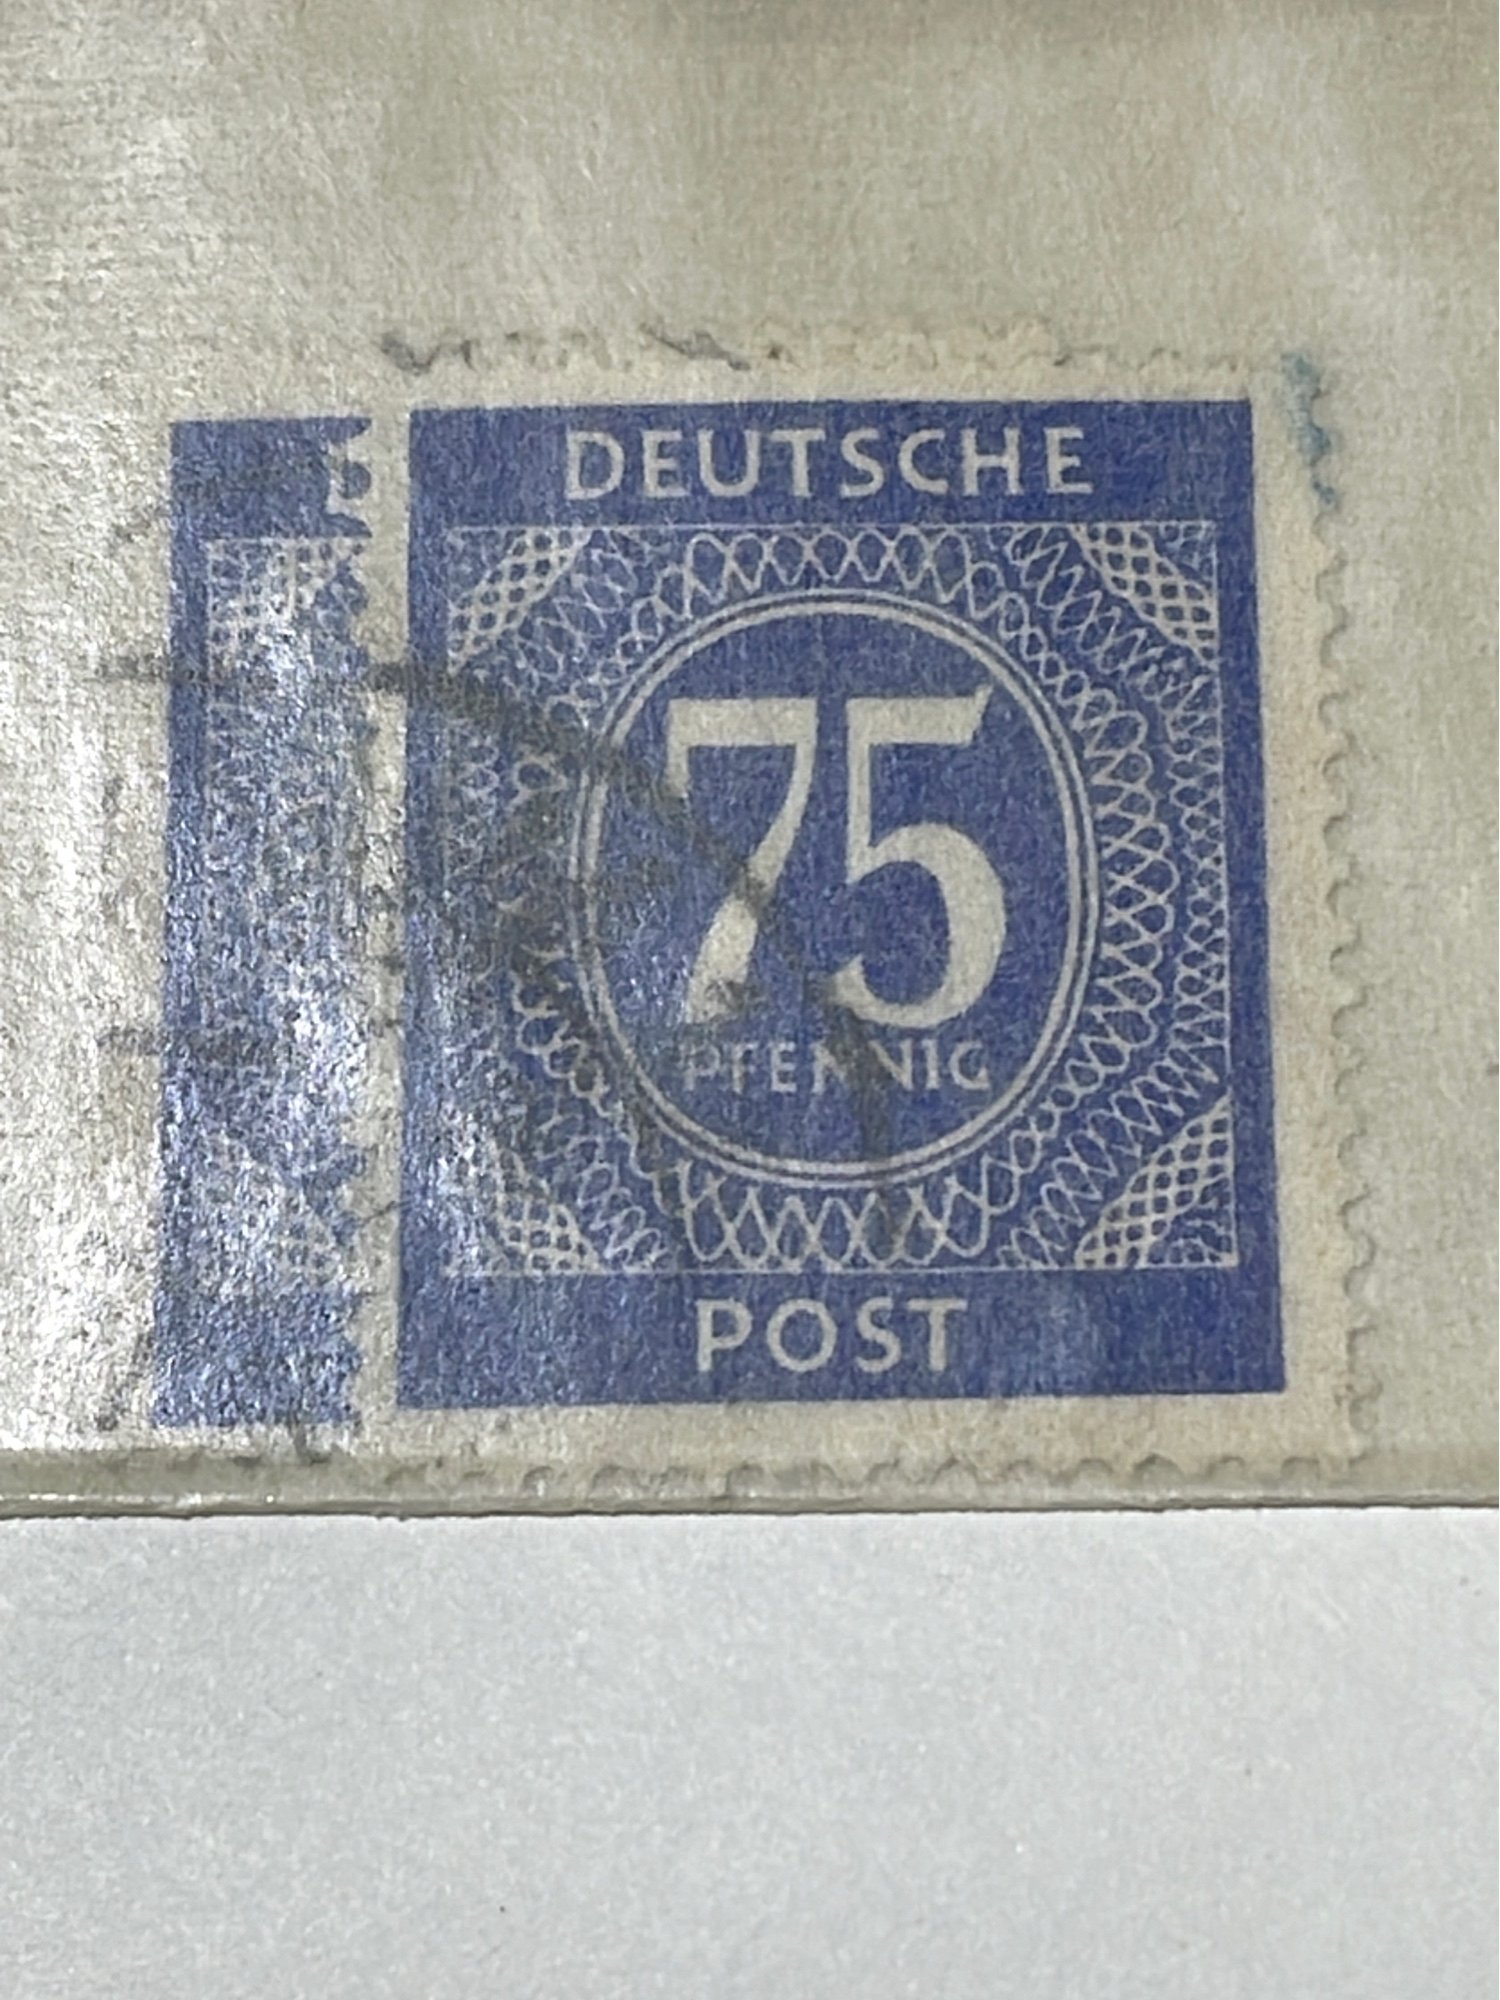 DEUTSCHE
75
PFENNIG
POST